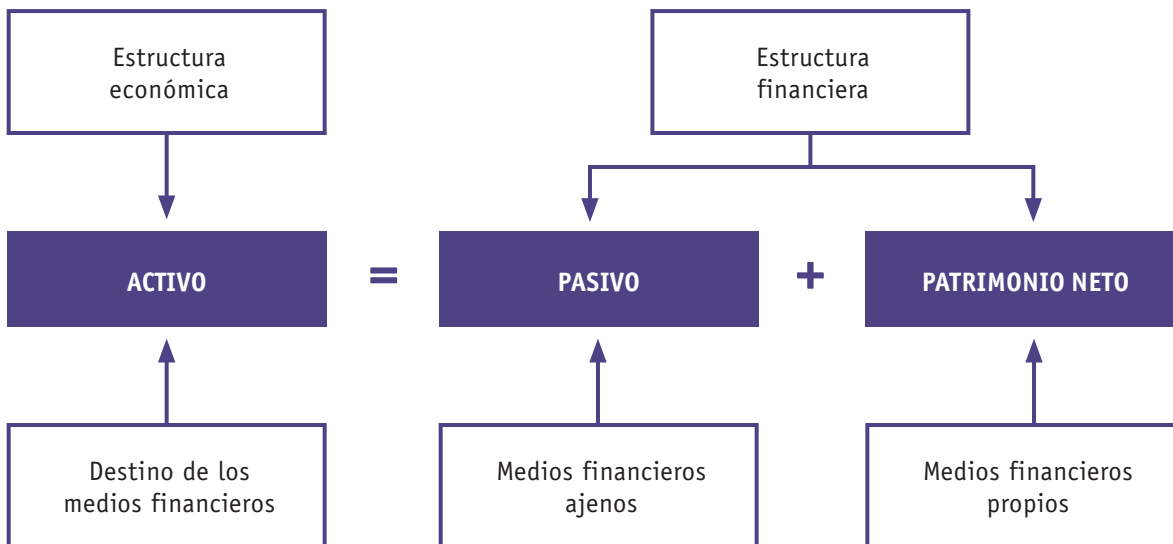 Estructura
económica
Estructura
financiera
ACTIVO
=
PASIVO
+
PATRIMONIO NETO
Destino de los
medios financieros
Medios financieros
ajenos
Medios financieros
propios